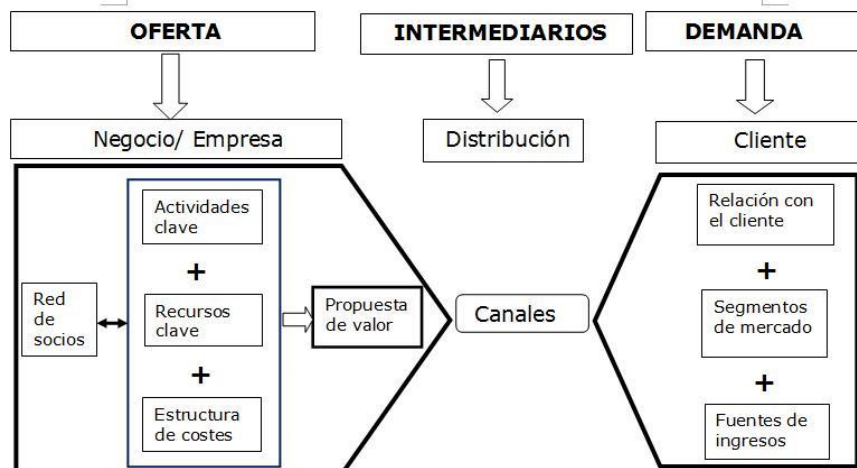 OFERTA
INTERMEDIARIOS
DEMANDA
Negocio/ Empresa
Distribución
Cliente
Actividades
clave
+
Recursos
clave
+
Estructura
de costes
Red
de
socios
Propuesta
de valor
Canales
Relación con
el cliente
+
Segmentos
de mercado
+
Fuentes de
ingresos